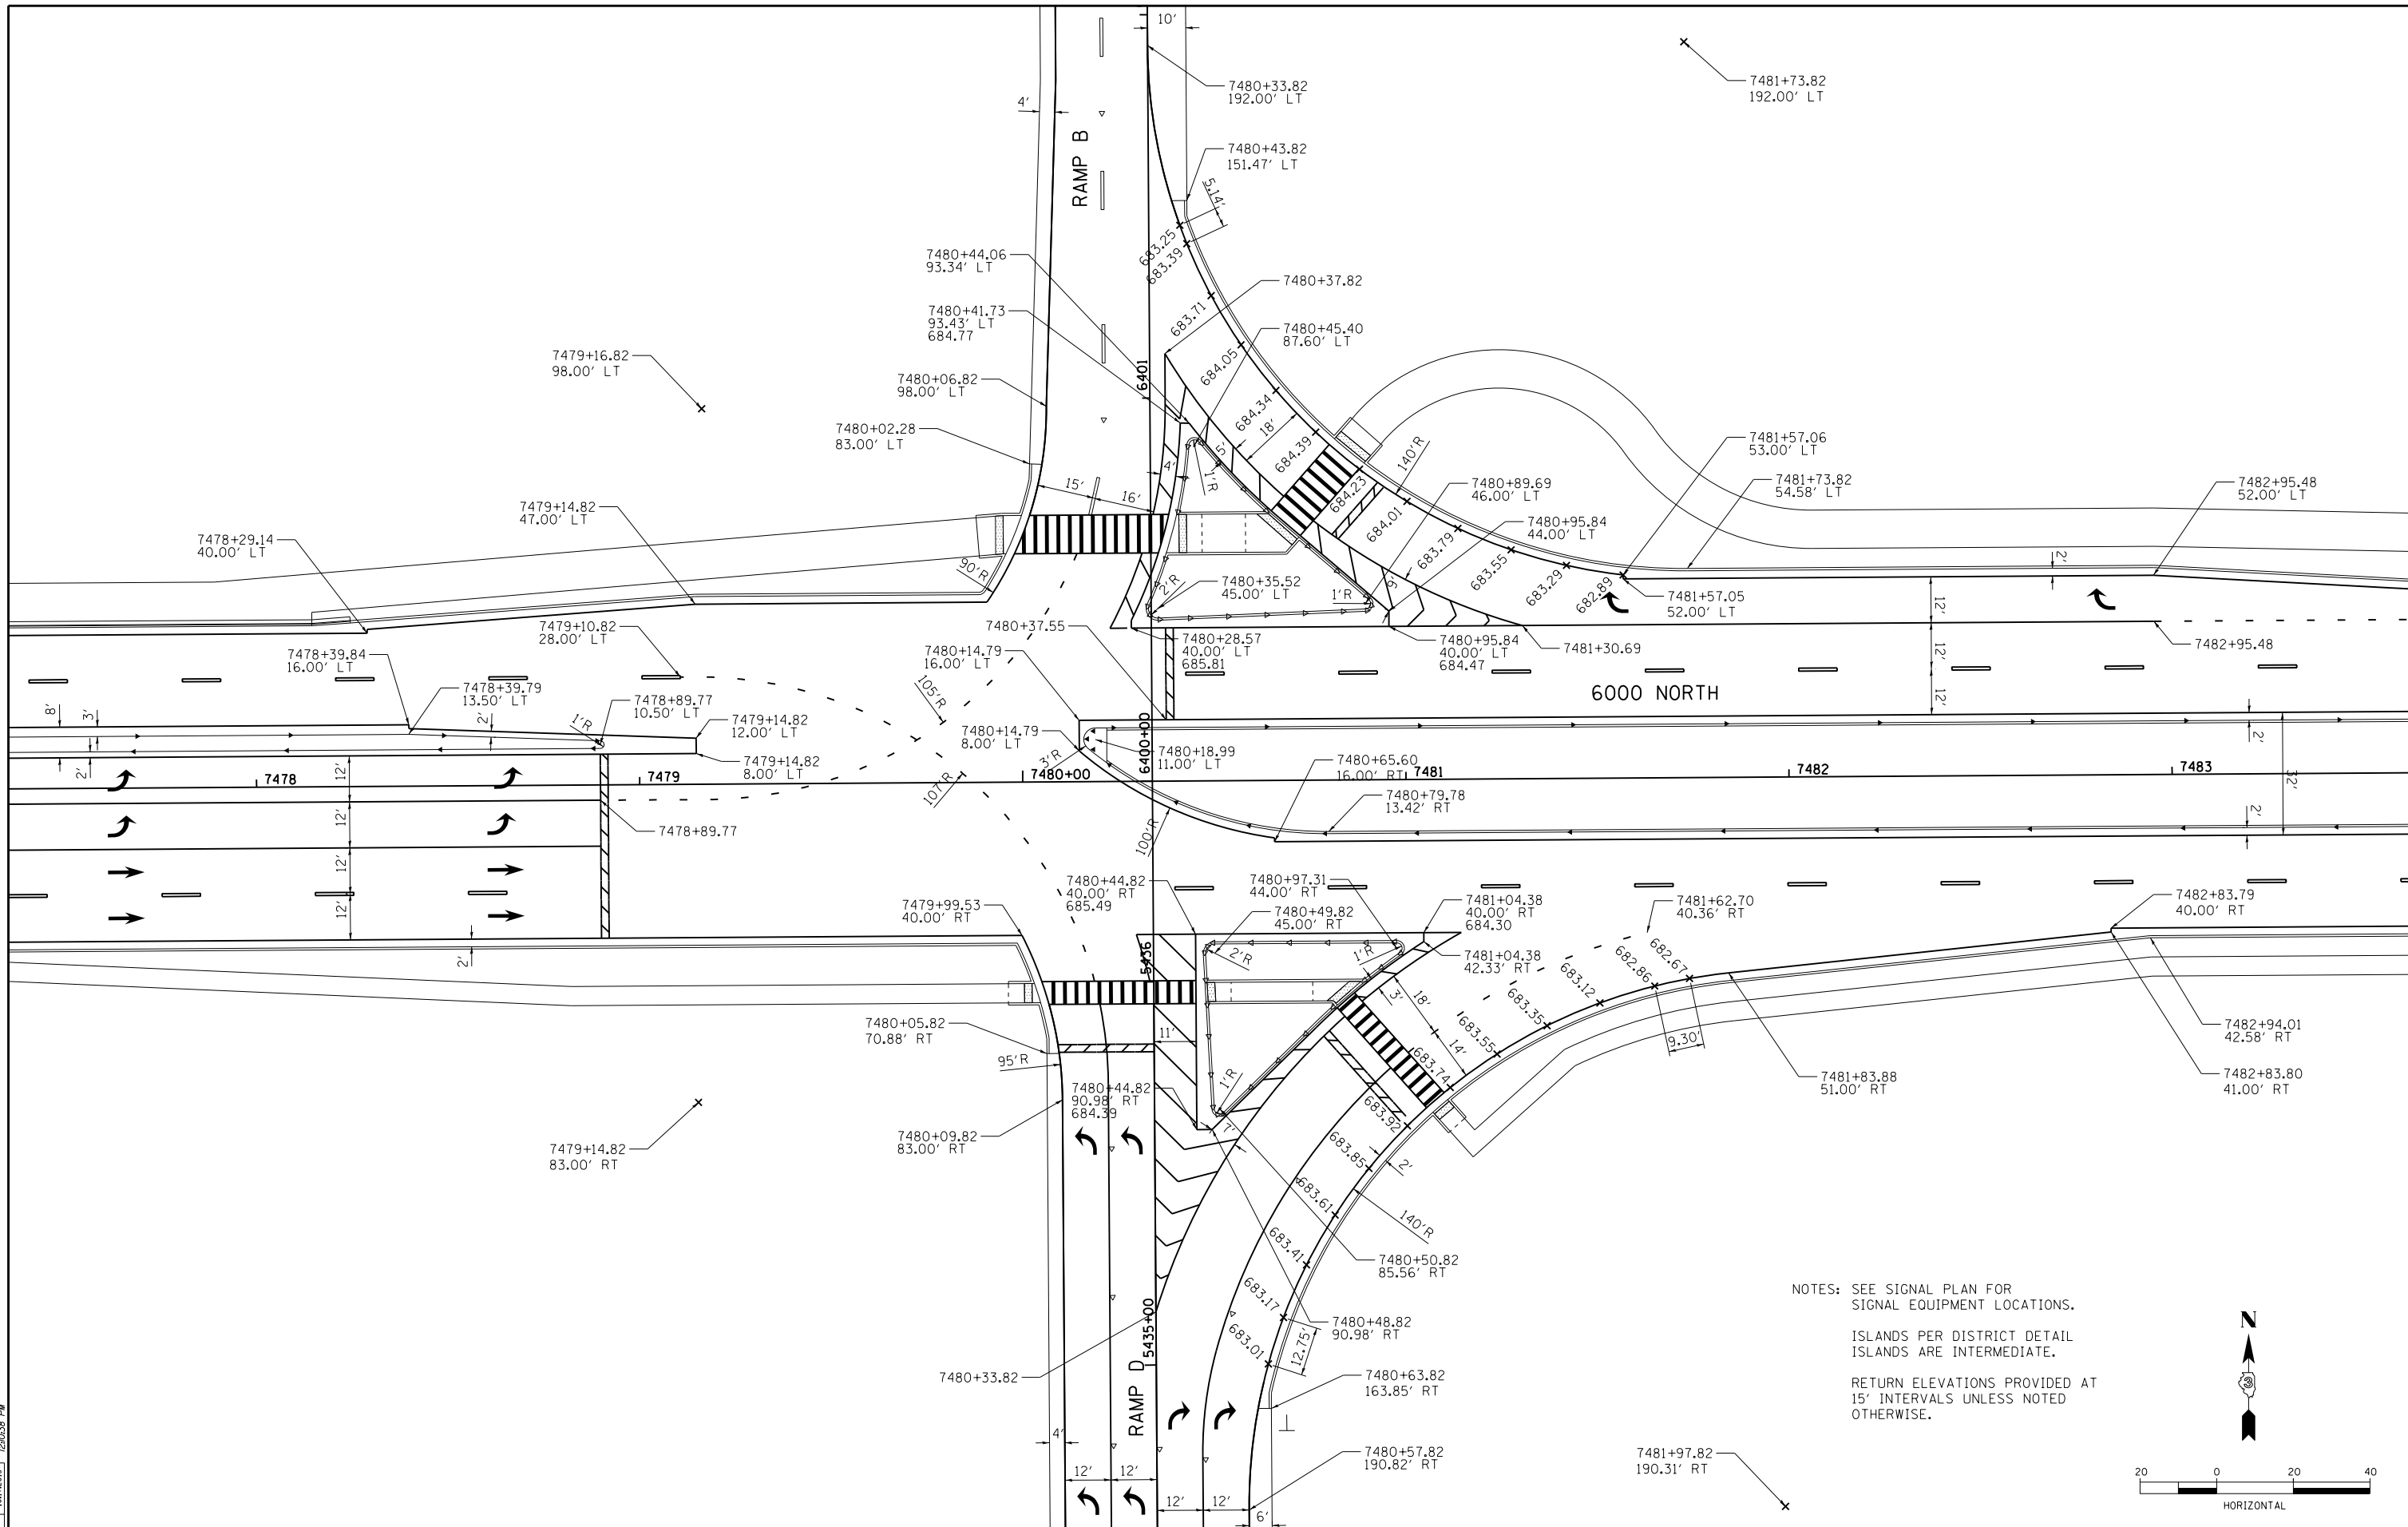 10'
7480+33.82
192.00' LT
7481+73.82
192.00' LT
4'
RAMP B
7480+43.82
151.47' LT
5.14'
683.25
683.39
7480+44.06
93.34' LT
7480+37.82
7480+41.73
93.43' LT
684.77
683.71
7480+45.40
87.60' LT
7479+16.82
98.00' LT
684.05
7480+06.82
98.00' LT
6401
684.34
18'
7480+02.28
83.00' LT
684.39
5'
7481+57.06
53.00' LT
140'R
4'
1'R
7481+73.82
54.58' LT
15'
16'
684.23
7480+89.69
46.00' LT
7482+95.48
52.00' LT
7479+14.82
47.00' LT
684.01
7480+95.84
44.00' LT
7478+29.14
40.00' LT
683.79
683.55
2'
90'R
2'R
7480+35.52
45.00' LT
9'
683.29
1'R
682.89
7481+57.05
52.00' LT
12'
7479+10.82
28.00' LT
7480+37.55
7480+28.57
40.00' LT
685.81
7480+95.84
40.00' LT
684.47
7481+30.69
7482+95.48
7478+39.84
16.00' LT
7480+14.79
16.00' LT
12'
7478+39.79
13.50' LT
7478+89.77
10.50' LT
105'R
6000 NORTH
12'
8'
3'
2'
1'R
7479+14.82
12.00' LT
7480+14.79
8.00' LT
6400+00
2'
2'
7479+14.82
8.00' LT
3'R
7480+18.99
11.00' LT
7480+65.60
16.00' RT
7478
12'
7479
107'R
7480+00
7481
7482
7483
32'
7480+79.78
13.42' RT
12'
7478+89.77
100'R
2'
12'
7480+44.82
40.00' RT
685.49
7480+97.31
44.00' RT
12'
7479+99.53
40.00' RT
7480+49.82
45.00' RT
7481+04.38
40.00' RT
684.30
7481+62.70
40.36' RT
7482+83.79
40.00' RT
2'
5436
2'R
1'R
7481+04.38
42.33' RT
682.86
682.67
3'
18'
683.12
683.35
7480+05.82
70.88' RT
11'
683.55
14'
9.30'
7482+94.01
42.58' RT
95'R
683.74
7480+44.82
90.98' RT
684.39
1'R
7481+83.88
51.00' RT
7482+83.80
41.00' RT
683.92
7'
7480+09.82
83.00' RT
7479+14.82
83.00' RT
683.85
2'
683.61
140'R
683.41
7480+50.82
85.56' RT
683.17
7480+48.82
90.98' RT
5435+00
683.01
12.75'
7480+33.82
RAMP D
7480+63.82
163.85' RT
4'
7480+57.82
190.82' RT
7481+97.82
190.31' RT
12'
12'
12'
12'
6'
NOTES: SEE SIGNAL PLAN FOR
SIGNAL EQUIPMENT LOCATIONS.
ISLANDS PER DISTRICT DETAIL
ISLANDS ARE INTERMEDIATE.
RETURN ELEVATIONS PROVIDED AT
15' INTERVALS UNLESS NOTED
OTHERWISE.
N
3
20 0 20 40
HORIZONTAL